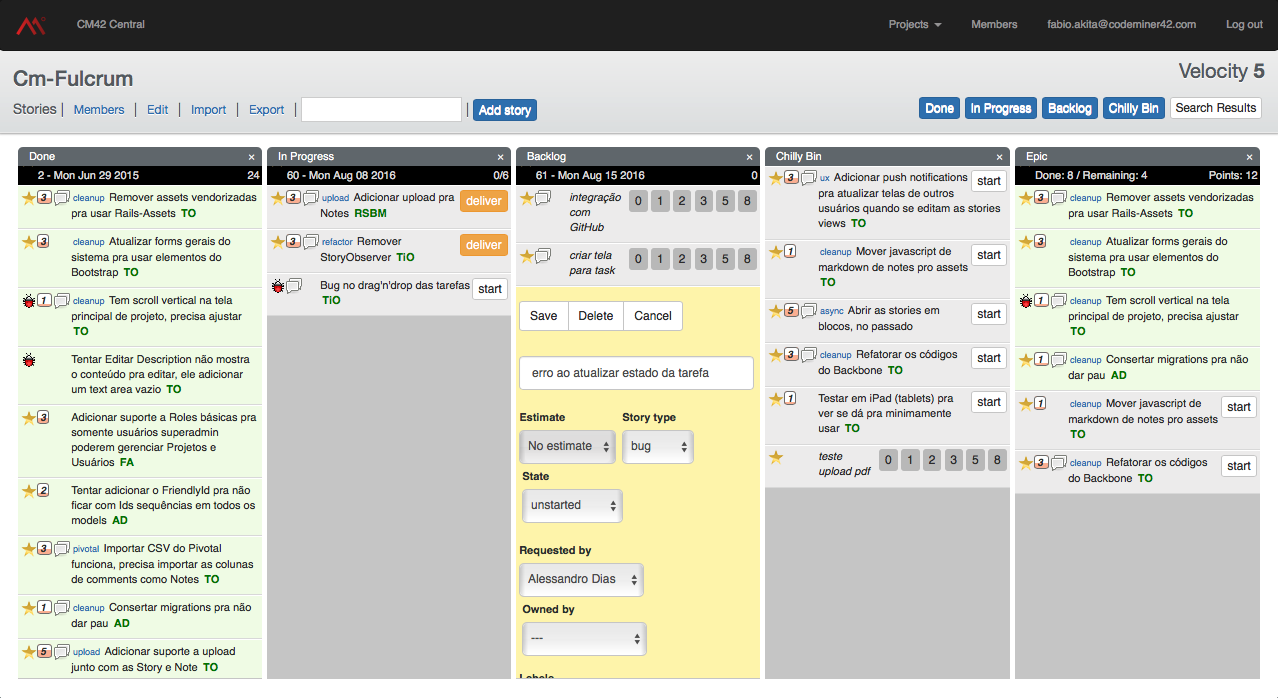 CM42 Central
Projects
Members
fabio.akita@codeminer42.com
Log out
Cm-Fulcrum
Velocity 5
Stories | Members | Edit | Import | Export |
| Add story
Done
In Progress
Backlog
Chilly Bin
Search Results
Done ×
2 - Mon Jun 29 2015 24
3 cleanup Remover assets vendorizadas
pra usar Rails-Assets TO
3 cleanup Atualizar forms gerais do
sistema pra usar elementos do
Bootstrap TO
1 cleanup Tem scroll vertical na tela
principal de projeto, precisa ajustar
TO
Tentar Editar Description não mostra
o conteúdo pra editar, ele adicionar
um text area vazio TO
3 Adicionar suporte a Roles básicas pra
somente usuários superadmin
poderem gerenciar Projetos e
Usuários FA
2 Tentar adicionar o FriendlyId pra não
ficar com Ids sequências em todos os
models AD
3 pivotal Importar CSV do Pivotal
funciona, precisa importar as colunas
de comments como Notes TO
1 cleanup Consertar migrations pra não
dar pau AD
5 upload Adicionar suporte a upload
junto com as Story e Note TO
In Progress ×
60 - Mon Aug 08 2016 0/6
3 upload Adicionar upload pra deliver
Notes RSBM
3 refactor Remover deliver
StoryObserver TiO
Bug no drag'n'drop das tarefas start
TiO
Backlog ×
61 - Mon Aug 15 2016 0
integração 0 1 2 3 5 8
com
GitHub
criar tela 0 1 2 3 5 8
para task
Save Delete Cancel
erro ao atualizar estado da tarefa
Estimate Story type
No estimate bug
State
unstarted
Requested by
Alessandro Dias
Owned by
---
Labels
Chilly Bin ×
3 ux Adicionar push notifications start
pra atualizar telas de outros
usuários quando se editam as stories
views TO
1 cleanup Mover javascript de start
markdown de notes pro assets
TO
5 async Abrir as stories em start
blocos, no passado
3 cleanup Refatorar os códigos start
do Backbone TO
1 Testar em iPad (tablets) pra start
ver se dá pra minimamente
usar TO
teste 0 1 2 3 5 8
upload pdf
Epic ×
Done: 8 / Remaining: 4 Points: 12
3 cleanup Remover assets vendorizadas
pra usar Rails-Assets TO
3 cleanup Atualizar forms gerais do
sistema pra usar elementos do
Bootstrap TO
1 cleanup Tem scroll vertical na tela
principal de projeto, precisa ajustar
TO
1 cleanup Consertar migrations pra não
dar pau AD
1 cleanup Mover javascript de start
markdown de notes pro assets
TO
3 cleanup Refatorar os códigos start
do Backbone TO